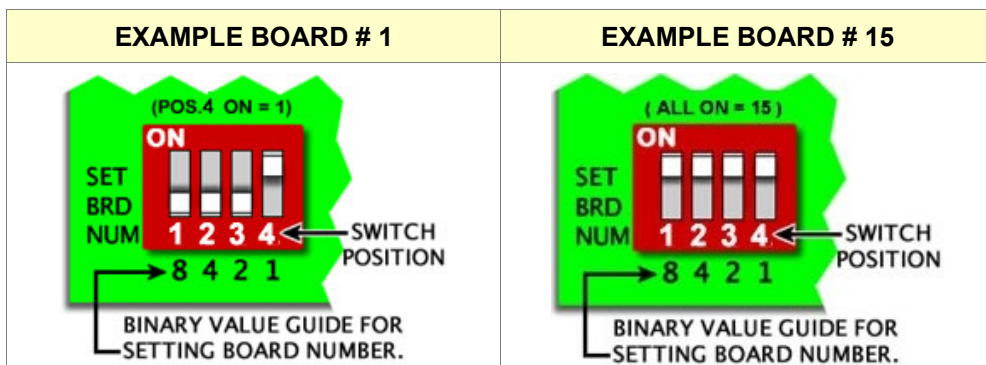 EXAMPLE BOARD # 1
(POS.4 ON = 1)
ON
SET
BRD
NUM
1 2 3 4
SWITCH
POSITION
8 4 2 1
BINARY VALUE GUIDE FOR
SETTING BOARD NUMBER.
EXAMPLE BOARD # 15
( ALL ON = 15 )
ON
SET
BRD
NUM
1 2 3 4
SWITCH
POSITION
8 4 2 1
BINARY VALUE GUIDE FOR
SETTING BOARD NUMBER.